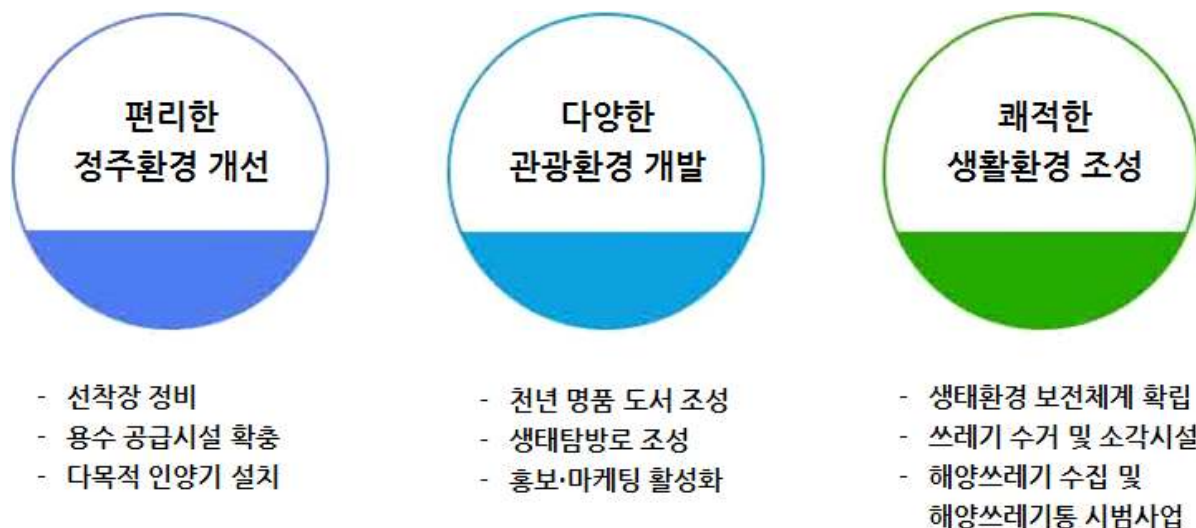 편리한
정주환경 개선
- 선착장 정비
- 용수 공급시설 확충
- 다목적 인양기 설치
다양한
관광환경 개발
- 천년 명품 도서 조성
- 생태탐방로 조성
- 홍보·마케팅 활성화
쾌적한
생활환경 조성
- 생태환경 보전체계 확립
- 쓰레기 수거 및 소각시설
- 해양쓰레기 수집 및
해양쓰레기통 시범사업